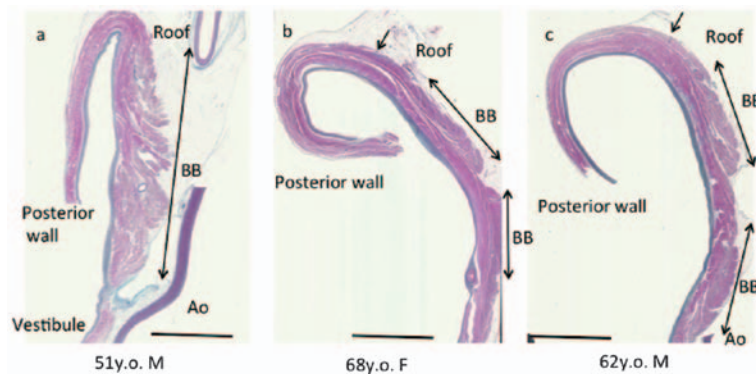 a
Roof
BB
Posterior
wall
Ao
Vestibule
51y.o. M
b
Roof
BB
Posterior wall
BB
68y.o. F
c
Roof
BB
Posterior wall
BB
Ao
62y.o. M